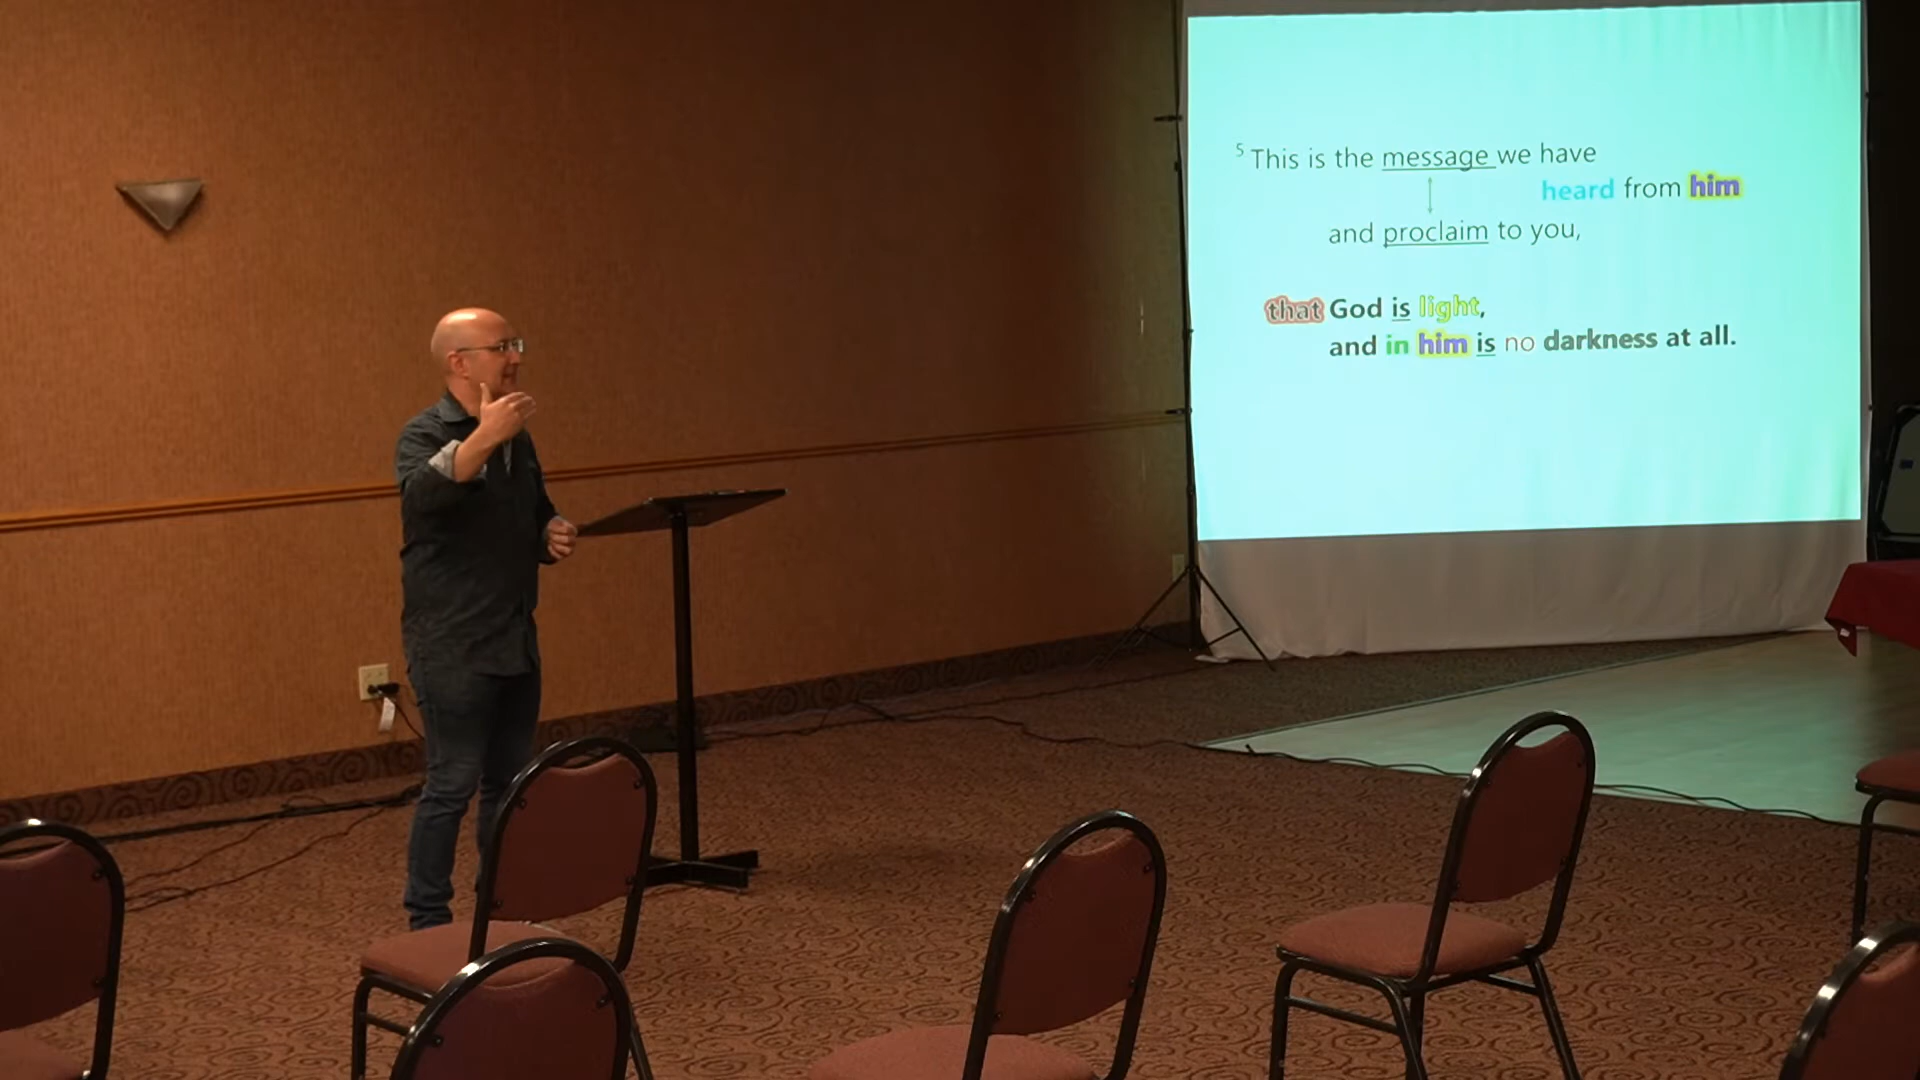 5 This is the message we have
heard from him
and proclaim to you,
that God is light,
and in him is no darkness at all.